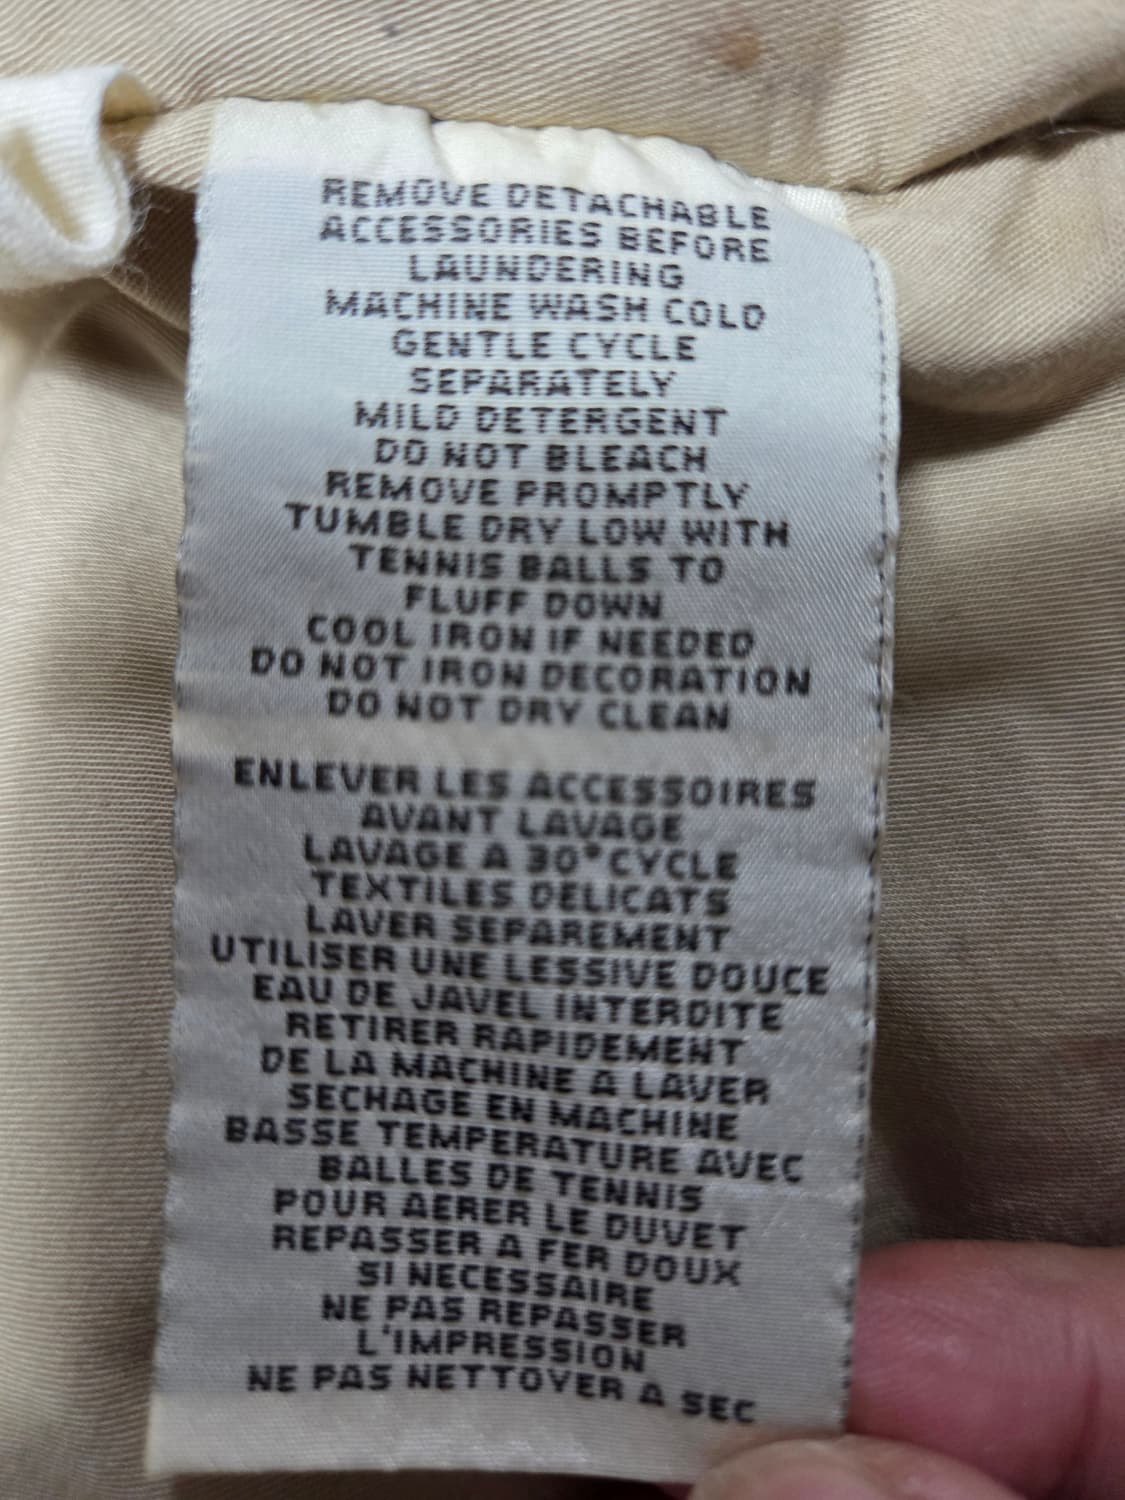 REMOVE DETACHABLE
ACCESSORIES BEFORE
LAUNDERING
MACHINE WASH COLD
GENTLE CYCLE
SEPARATELY
MILD DETERGENT
DO NOT BLEACH
REMOVE PROMPTLY
TUMBLE DRY LOW WITH
TENNIS BALLS TO
FLUFF DOWN
COOL IRON IF NEEDED
DO NOT IRON DECORATION
DO NOT DRY CLEAN
ENLEVER LES ACCESSOIRES
AVANT LAVAGE
LAVAGE A 30°CYCLE
TEXTILES DELICATS
LAVER SEPAREMENT
UTILISER UNE LESSIVE DOUCE
EAU DE JAVEL INTERDITE
RETIRER RAPIDEMENT
DE LA MACHINE A LAVER
SECHAGE EN MACHINE
BASSE TEMPERATURE AVEC
BALLES DE TENNIS
POUR AERER LE DUVET
REPASSER A FER DOUX
SI NECESSAIRE
NE PAS REPASSER
L'IMPRESSION
NE PAS NETTOYER A SEC